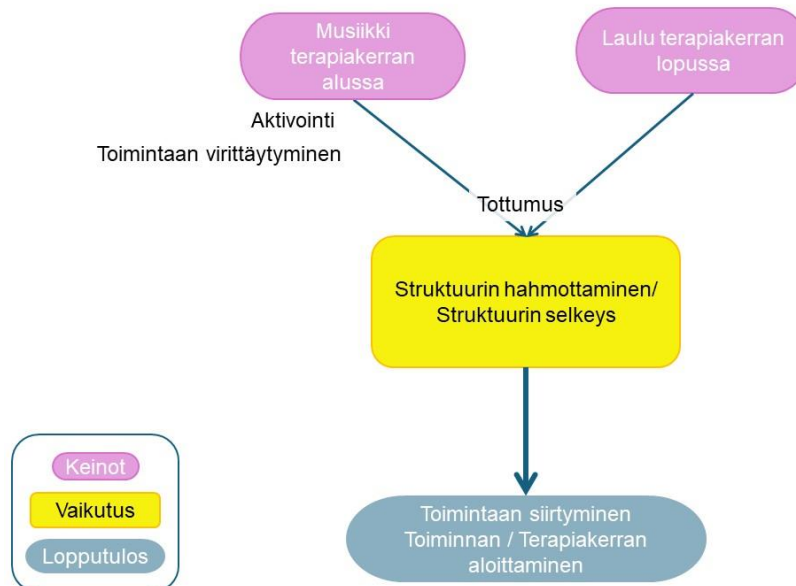 Musiikki
terapiakerran
alussa
Laulu terapiakerran
lopussa
Aktivointi
Toimintaan virittäytyminen
Tottumus
Struktuurin hahmottaminen/
Struktuurin selkeys
Toimintaan siirtyminen
Toiminnan / Terapiakerran
aloittaminen
Keinot
Vaikutus
Lopputulos